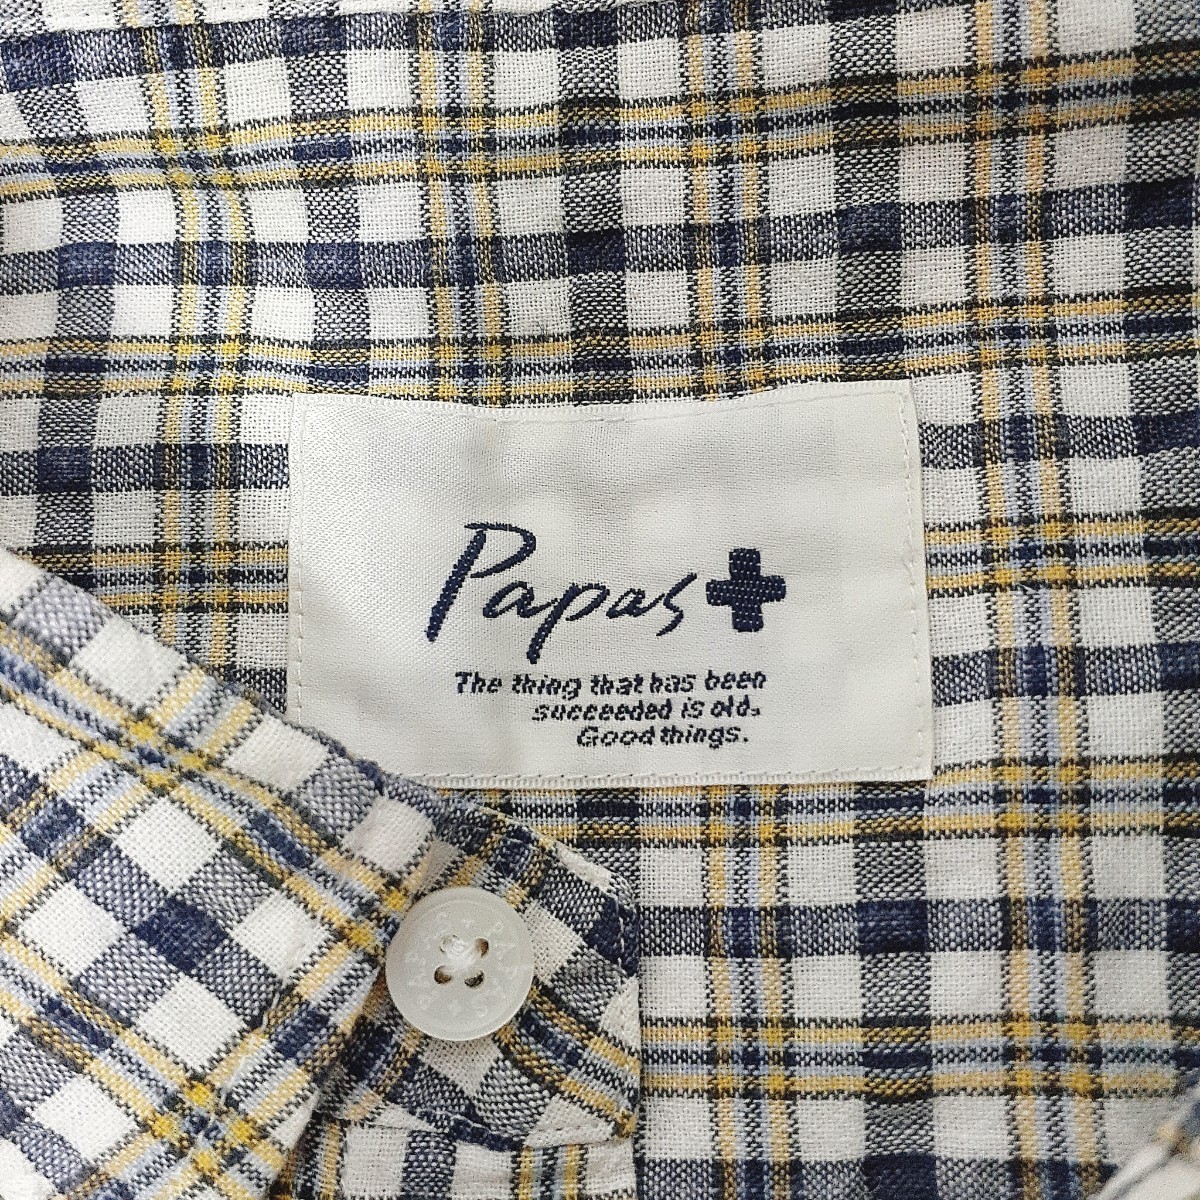 Papas+
The thing that has been
succeeded is old.
Good things.